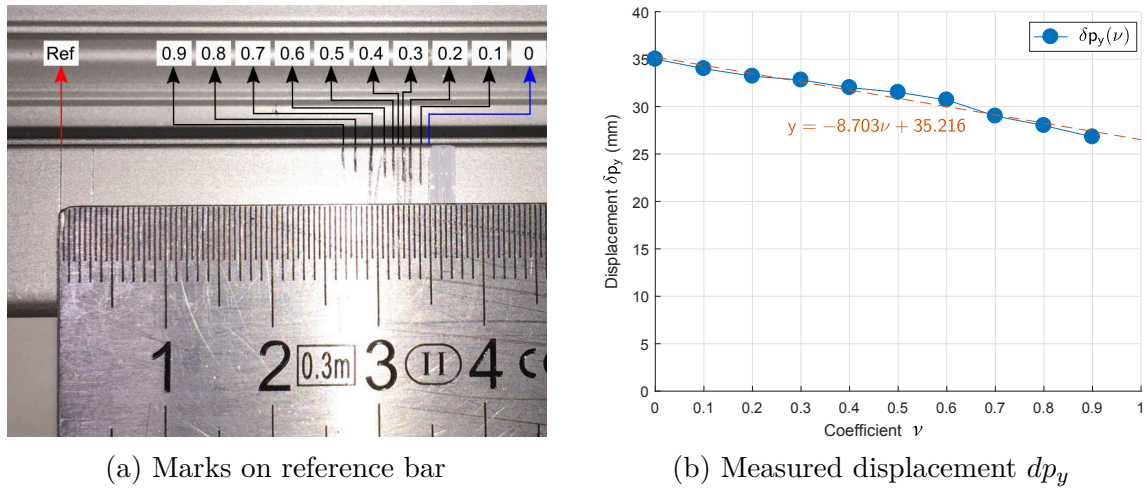 Ref 0.9 0.8 0.7 0.6 0.5 0.4 0.3 0.2 0.1 0
1 2 0.3m 3 II 4
(a) Marks on reference bar
40
35
30
25
20
15
10
5
0
Displacement δpy (mm)
δpy(ν)
y = −8.703ν + 35.216
0 0.1 0.2 0.3 0.4 0.5 0.6 0.7 0.8 0.9 1
Coefficient ν
(b) Measured displacement dpy